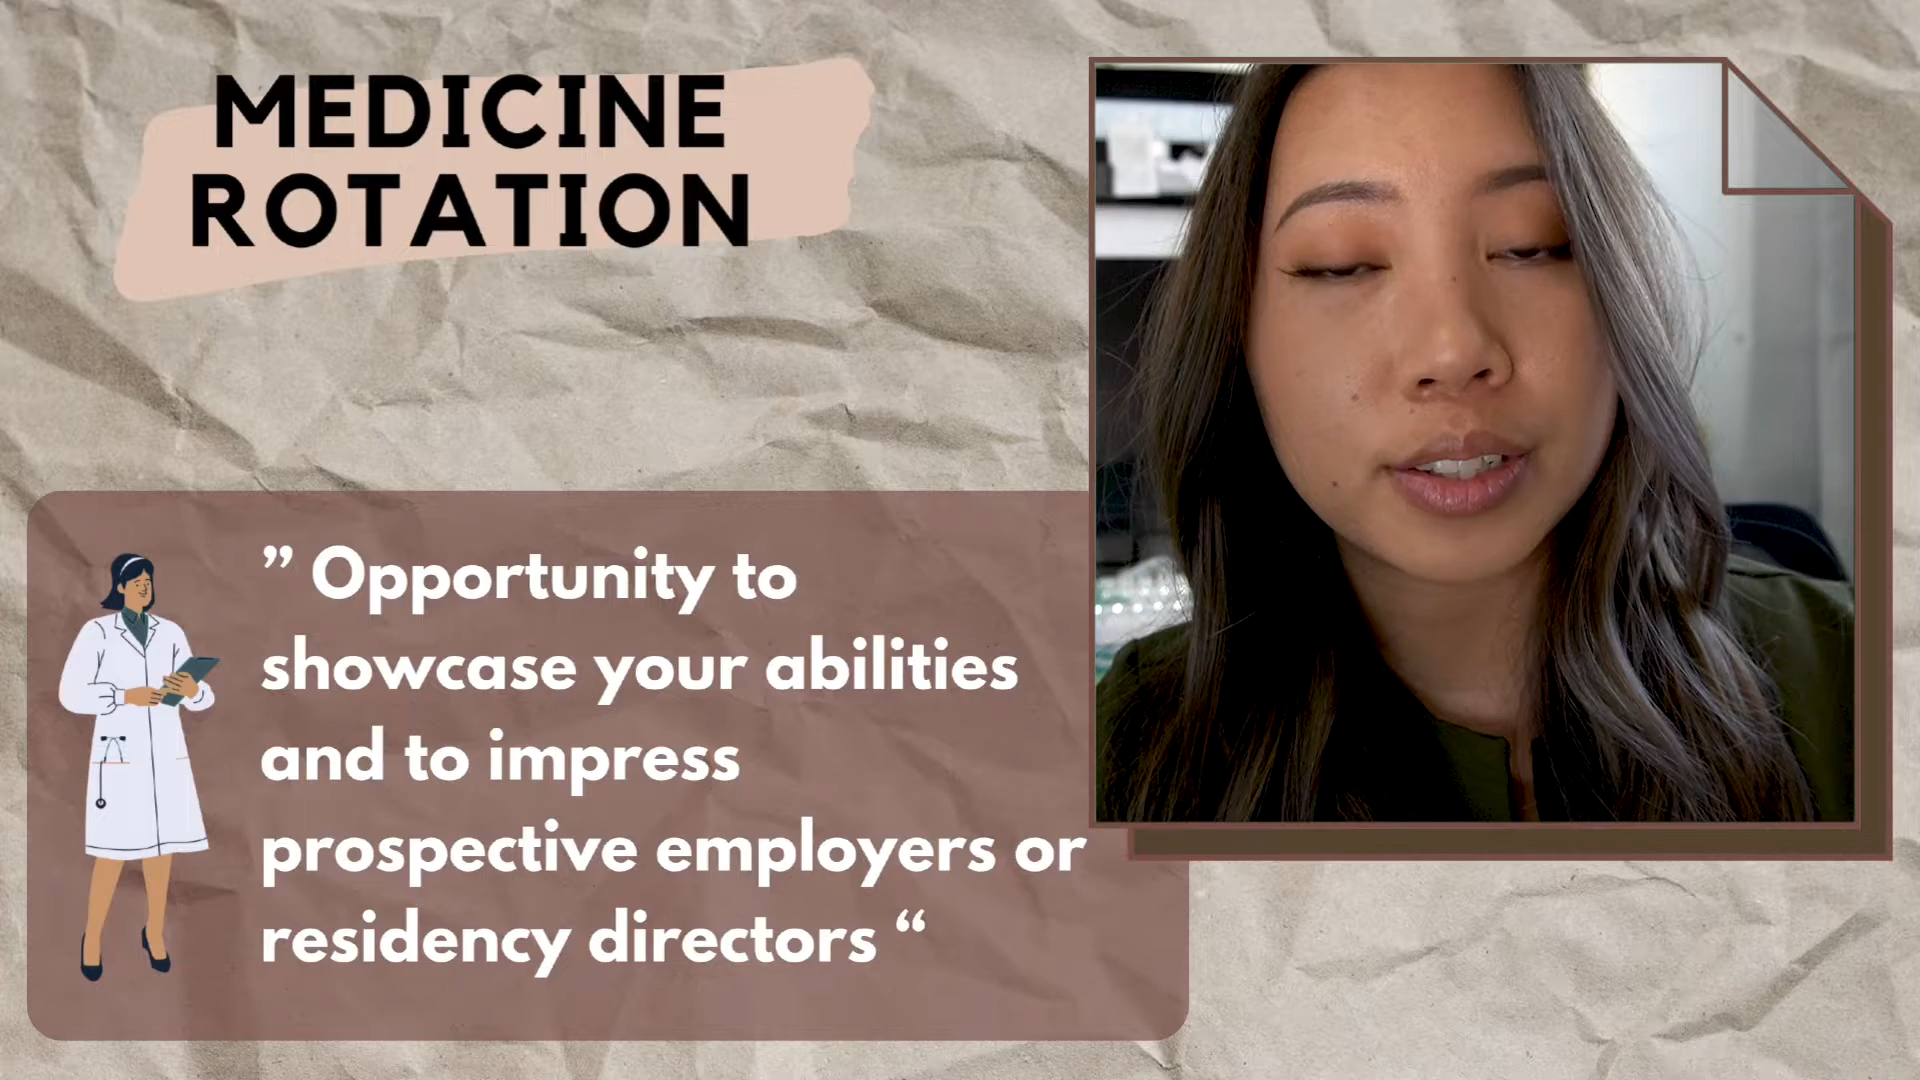 MEDICINE
ROTATION
” Opportunity to
showcase your abilities
and to impress
prospective employers or
residency directors “